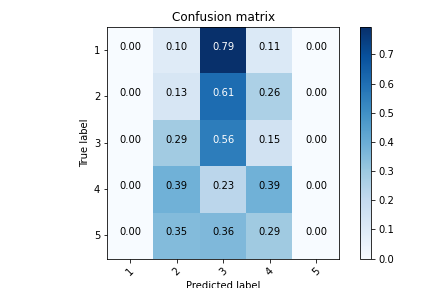 Confusion matrix
1 0.00 0.10 0.79 0.11 0.00
2 0.00 0.13 0.61 0.26 0.00
3 0.00 0.29 0.56 0.15 0.00
4 0.00 0.39 0.23 0.39 0.00
5 0.00 0.35 0.36 0.29 0.00
True label
1 2 3 4 5
Predicted label
0.7
0.6
0.5
0.4
0.3
0.2
0.1
0.0